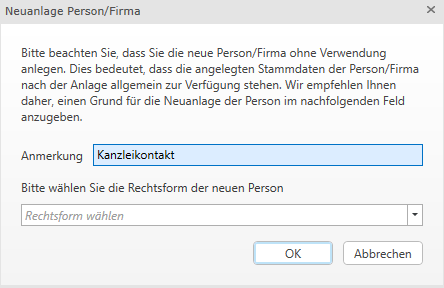 Neuanlage Person/Firma
Bitte beachten Sie, dass Sie die neue Person/Firma ohne Verwendung
anlegen. Dies bedeutet, dass die angelegten Stammdaten der Person/Firma
nach der Anlage allgemein zur Verfügung stehen. Wir empfehlen Ihnen
daher, einen Grund für die Neuanlage der Person im nachfolgenden Feld
anzugeben.
Anmerkung Kanzleikontakt
Bitte wählen Sie die Rechtsform der neuen Person
Rechtsform wählen
OK Abbrechen